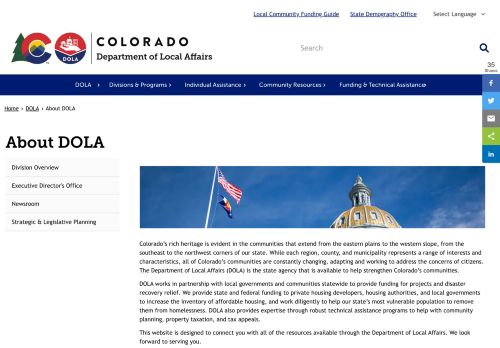 Local Community Funding Guide State Demography Office Select Language
COLORADO
Department of Local Affairs
DOLA
Search
35
Shares
DOLA Divisions & Programs Individual Assistance Community Resources Funding & Technical Assistance
Home › DOLA › About DOLA
About DOLA
Division Overview
Executive Director's Office
Newsroom
Strategic & Legislative Planning
Colorado's rich heritage is evident in the communities that extend from the eastern plains to the western slope, from the
southeast to the northwest corners of our state. While each region, county, and municipality represents a range of interests and
characteristics, all of Colorado's communities are constantly changing, adapting and working to address the concerns of citizens.
The Department of Local Affairs (DOLA) is the state agency that is available to help strengthen Colorado's communities.
DOLA works in partnership with local governments and communities statewide to provide funding for projects and disaster
recovery relief. We provide state and federal funding to private housing developers, housing authorities, and local governments
to increase the inventory of affordable housing, and work diligently to help our state's most vulnerable population to remove
them from homelessness. DOLA also provides expertise through robust technical assistance programs to help with community
planning, property taxation, and tax appeals.
This website is designed to connect you with all of the resources available through the Department of Local Affairs. We look
forward to serving you.